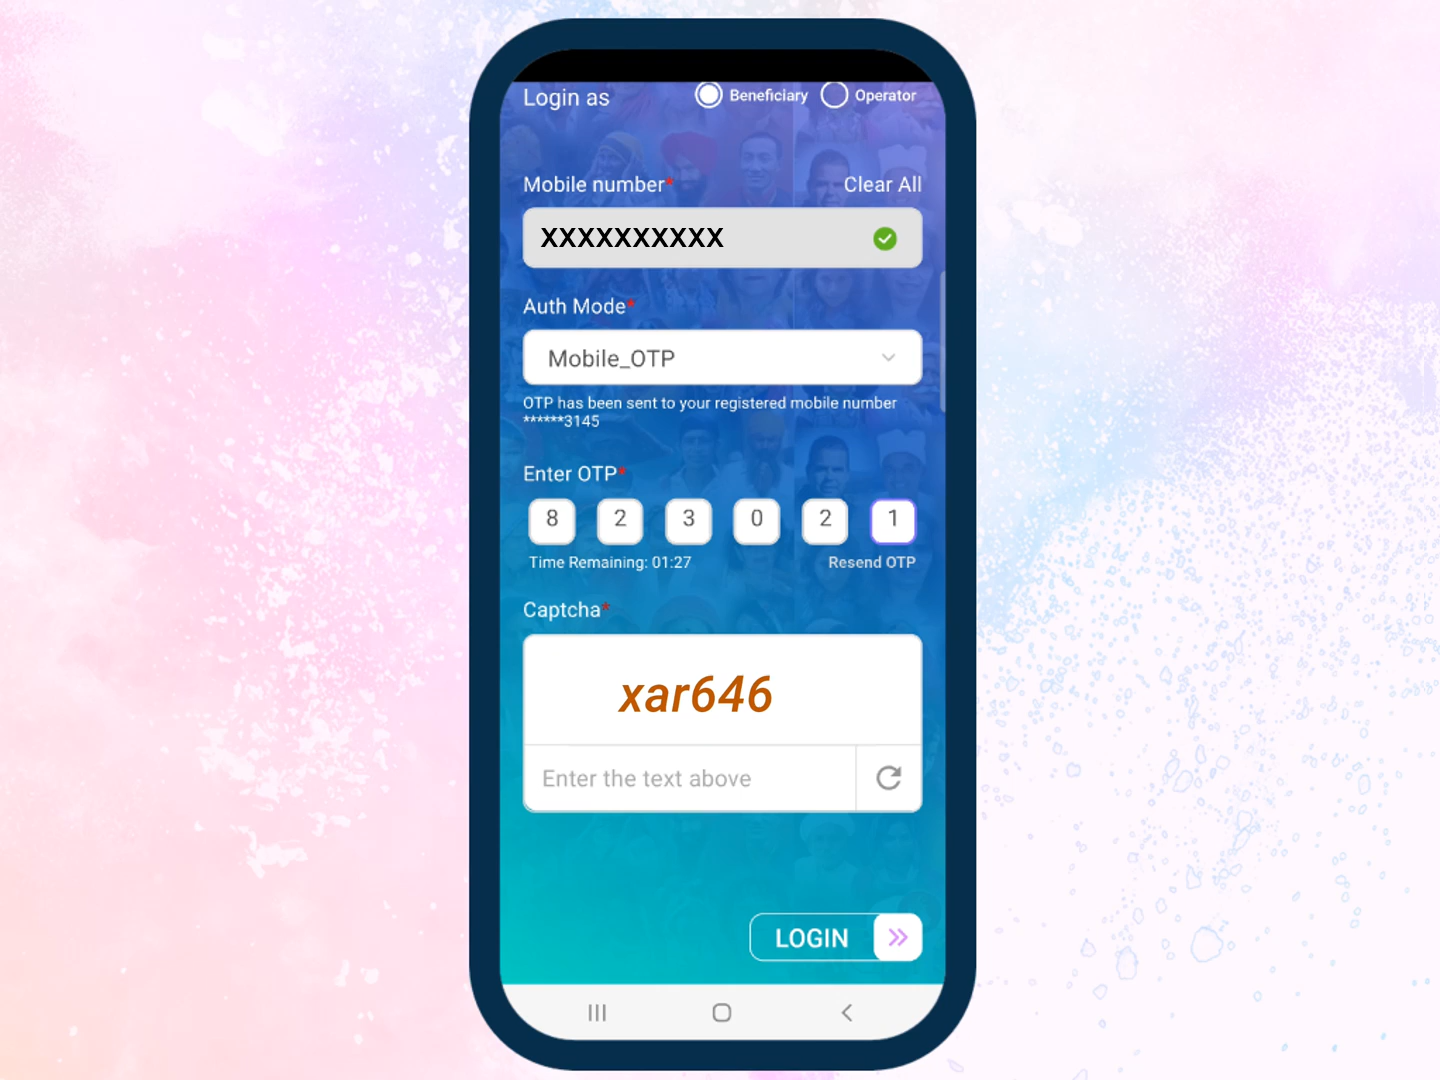 Login as Beneficiary Operator
Mobile number* Clear All
XXXXXXXXXX
Auth Mode*
Mobile_OTP
OTP has been sent to your registered mobile number
******3145
Enter OTP*
8 2 3 0 2 1
Time Remaining: 01:27 Resend OTP
Captcha*
xar646
Enter the text above
LOGIN